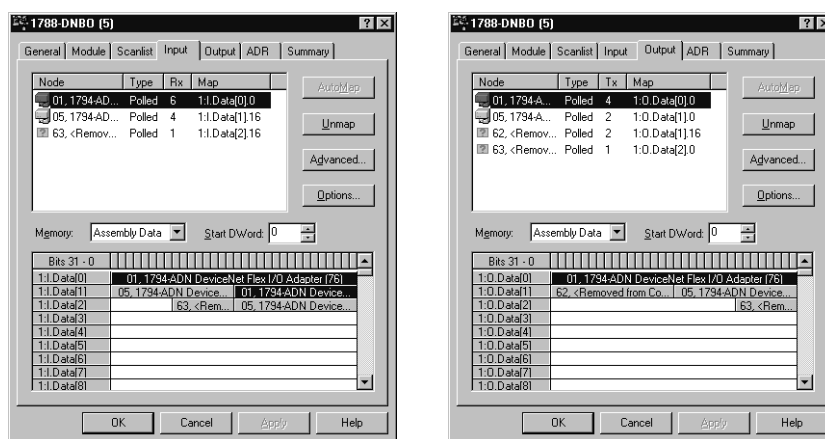 1788-DNBO (5)
General Module Scanlist Input Output ADR Summary
Node Type Rx Map
01, 1794-AD... Polled 6 1:I.Data[0].0
05, 1794-AD... Polled 4 1:I.Data[1].16
63, <Remov... Polled 1 1:I.Data[2].16
AutoMap
Unmap
Advanced...
Options...
Memory: Assembly Data Start DWord: 0
Bits 31 - 0
1:I.Data[0] 01, 1794-ADN DeviceNet Flex I/O Adapter (76)
1:I.Data[1] 05, 1794-ADN Device... 01, 1794-ADN Device...
1:I.Data[2] 63, <Rem... 05, 1794-ADN Device...
1:I.Data[3]
1:I.Data[4]
1:I.Data[5]
1:I.Data[6]
1:I.Data[7]
1:I.Data[8]
OK Cancel Apply Help
1788-DNBO (5)
General Module Scanlist Input Output ADR Summary
Node Type Tx Map
01, 1794-A... Polled 4 1:O.Data[0].0
05, 1794-AD... Polled 2 1:O.Data[1].0
62, <Remov... Polled 2 1:O.Data[1].16
63, <Remov... Polled 1 1:O.Data[2].0
AutoMap
Unmap
Advanced...
Options...
Memory: Assembly Data Start DWord: 0
Bits 31 - 0
1:O.Data[0] 01, 1794-ADN DeviceNet Flex I/O Adapter (76)
1:O.Data[1] 62, <Removed from Co... 05, 1794-ADN Device...
1:O.Data[2] 63, <Rem...
1:O.Data[3]
1:O.Data[4]
1:O.Data[5]
1:O.Data[6]
1:O.Data[7]
1:O.Data[8]
OK Cancel Apply Help